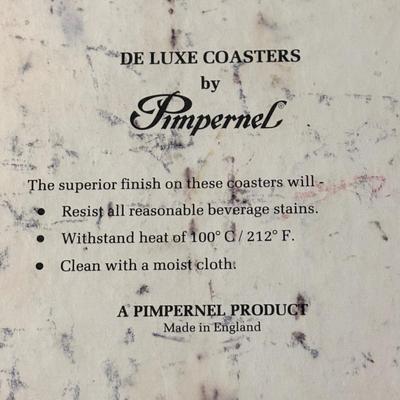 DE LUXE COASTERS
by
Pimpernel®
The superior finish on these coasters will -
● Resist all reasonable beverage stains.
● Withstand heat of 100° C / 212° F.
● Clean with a moist cloth.
A PIMPERNEL PRODUCT
Made in England